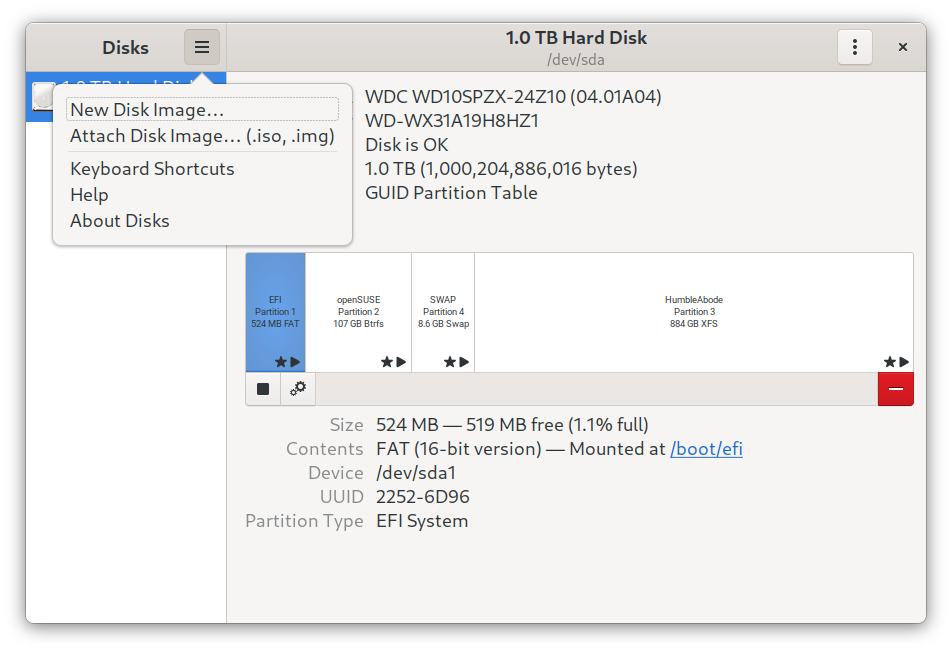 Disks
1.0 TB Hard Disk
/dev/sda
New Disk Image...
Attach Disk Image... (.iso, .img)
Keyboard Shortcuts
Help
About Disks
WDC WD10SPZX-24Z10 (04.01A04)
WD-WX31A19H8HZ1
Disk is OK
1.0 TB (1,000,204,886,016 bytes)
GUID Partition Table
EFI
Partition 1
524 MB FAT
openSUSE
Partition 2
107 GB Btrfs
SWAP
Partition 4
8.6 GB Swap
HumbleAbode
Partition 3
884 GB XFS
Size 524 MB — 519 MB free (1.1% full)
Contents FAT (16-bit version) — Mounted at /boot/efi
Device /dev/sda1
UUID 2252-6D96
Partition Type EFI System